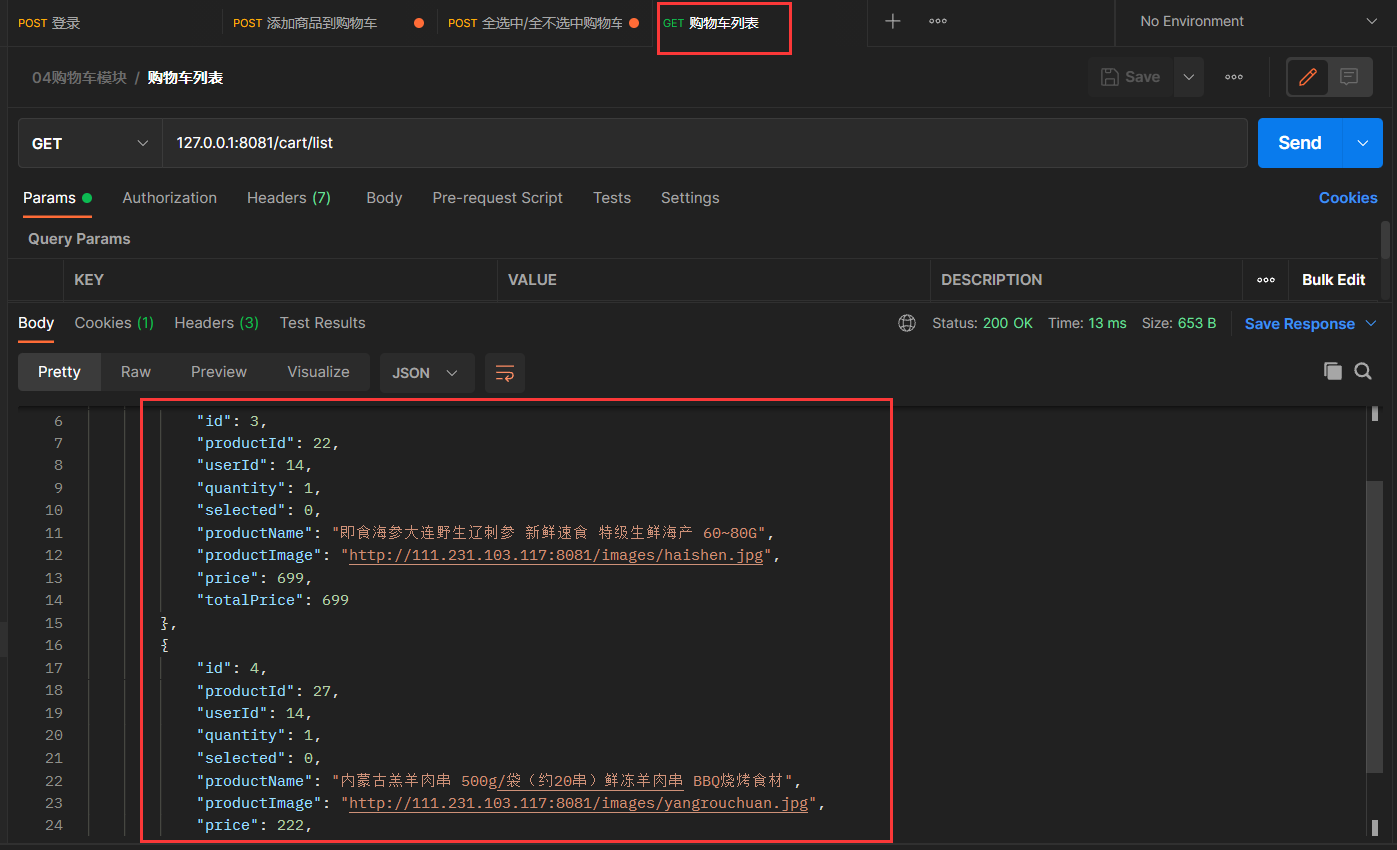 POST 登录 POST 添加商品到购物车 POST 全选中/全不选中购物车 GET 购物车列表 No Environment
04购物车模块 / 购物车列表 Save
GET 127.0.0.1:8081/cart/list Send
Params Authorization Headers (7) Body Pre-request Script Tests Settings Cookies
Query Params
KEY VALUE DESCRIPTION Bulk Edit
Body Cookies (1) Headers (3) Test Results Status: 200 OK Time: 13 ms Size: 653 B Save Response
Pretty Raw Preview Visualize JSON
6 "id": 3,
7 "productId": 22,
8 "userId": 14,
9 "quantity": 1,
10 "selected": 0,
11 "productName": "即食海参大连野生辽刺参 新鲜速食 特级生鲜海产 60~80G",
12 "productImage": "http://111.231.103.117:8081/images/haishen.jpg",
13 "price": 699,
14 "totalPrice": 699
15 },
16 {
17 "id": 4,
18 "productId": 27,
19 "userId": 14,
20 "quantity": 1,
21 "selected": 0,
22 "productName": "内蒙古羔羊肉串 500g/袋（约20串）鲜冻羊肉串 BBQ烧烤食材",
23 "productImage": "http://111.231.103.117:8081/images/yangrouchuan.jpg",
24 "price": 222,